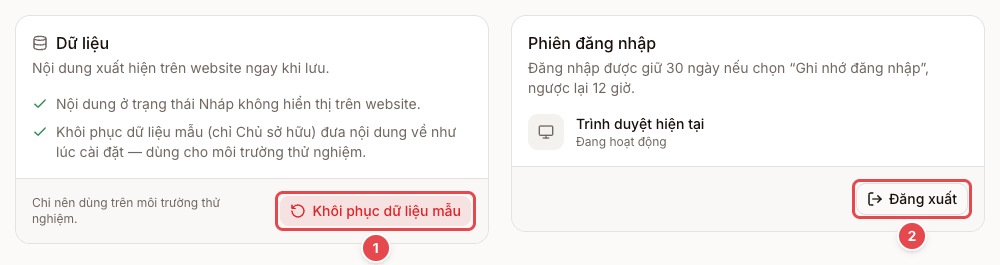 Dữ liệu
Nội dung xuất hiện trên website ngay khi lưu.
Nội dung ở trạng thái Nháp không hiển thị trên website.
Khôi phục dữ liệu mẫu (chỉ Chủ sở hữu) đưa nội dung về như
lúc cài đặt — dùng cho môi trường thử nghiệm.
Chỉ nên dùng trên môi trường thử
nghiệm.
Khôi phục dữ liệu mẫu
1
Phiên đăng nhập
Đăng nhập được giữ 30 ngày nếu chọn “Ghi nhớ đăng nhập”,
ngược lại 12 giờ.
Trình duyệt hiện tại
Đang hoạt động
Đăng xuất
2